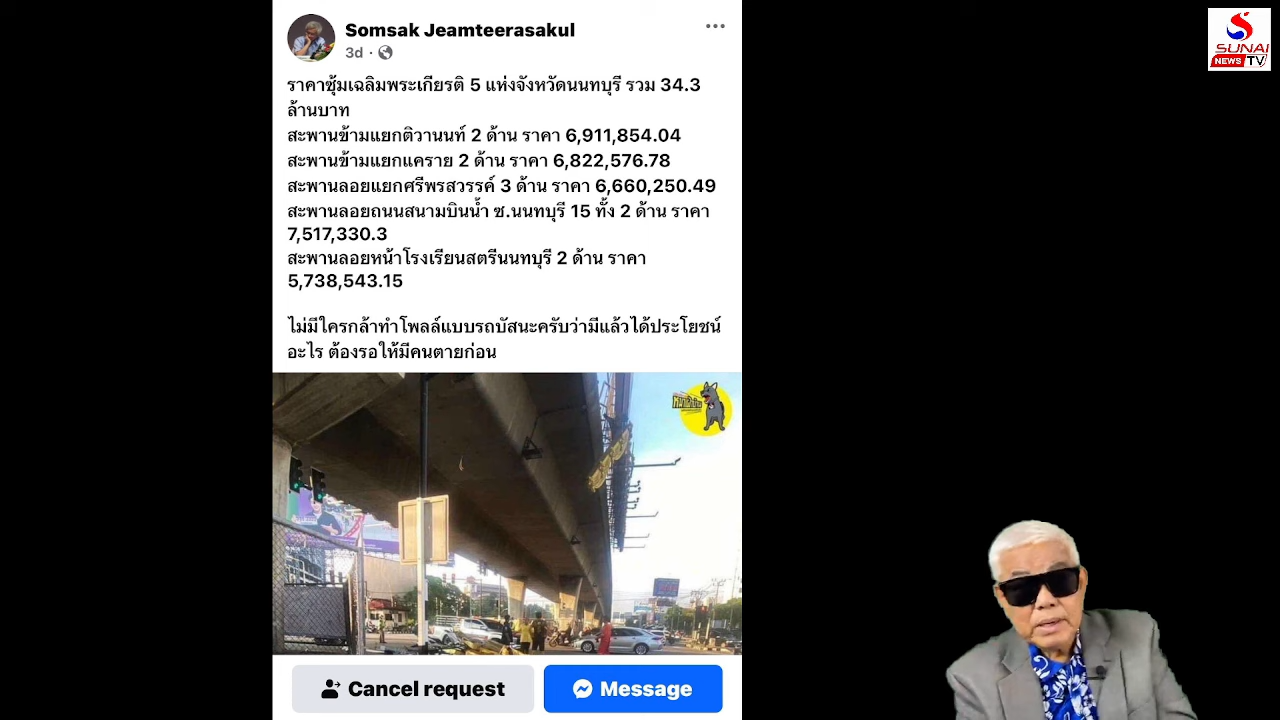 Somsak Jeamteerasakul
3d
ราคาซุ้มเฉลิมพระเกียรติ 5 แห่งจังหวัดนนทบุรี รวม 34.3
ล้านบาท
สะพานข้ามแยกติวานนท์ 2 ด้าน ราคา 6,911,854.04
สะพานข้ามแยกแคราย 2 ด้าน ราคา 6,822,576.78
สะพานลอยแยกศรีพรสวรรค์ 3 ด้าน ราคา 6,660,250.49
สะพานลอยถนนสนามบินน้ำ ซ.นนทบุรี 15 ทั้ง 2 ด้าน ราคา
7,517,330.3
สะพานลอยหน้าโรงเรียนสตรีนนทบุรี 2 ด้าน ราคา
5,738,543.15
ไม่มีใครกล้าทำโพลล์แบบรถบัสนะครับว่ามีแล้วได้ประโยชน์
อะไร ต้องรอให้มีคนตายก่อน
Cancel request
Message
SUNAI
NEWS TV